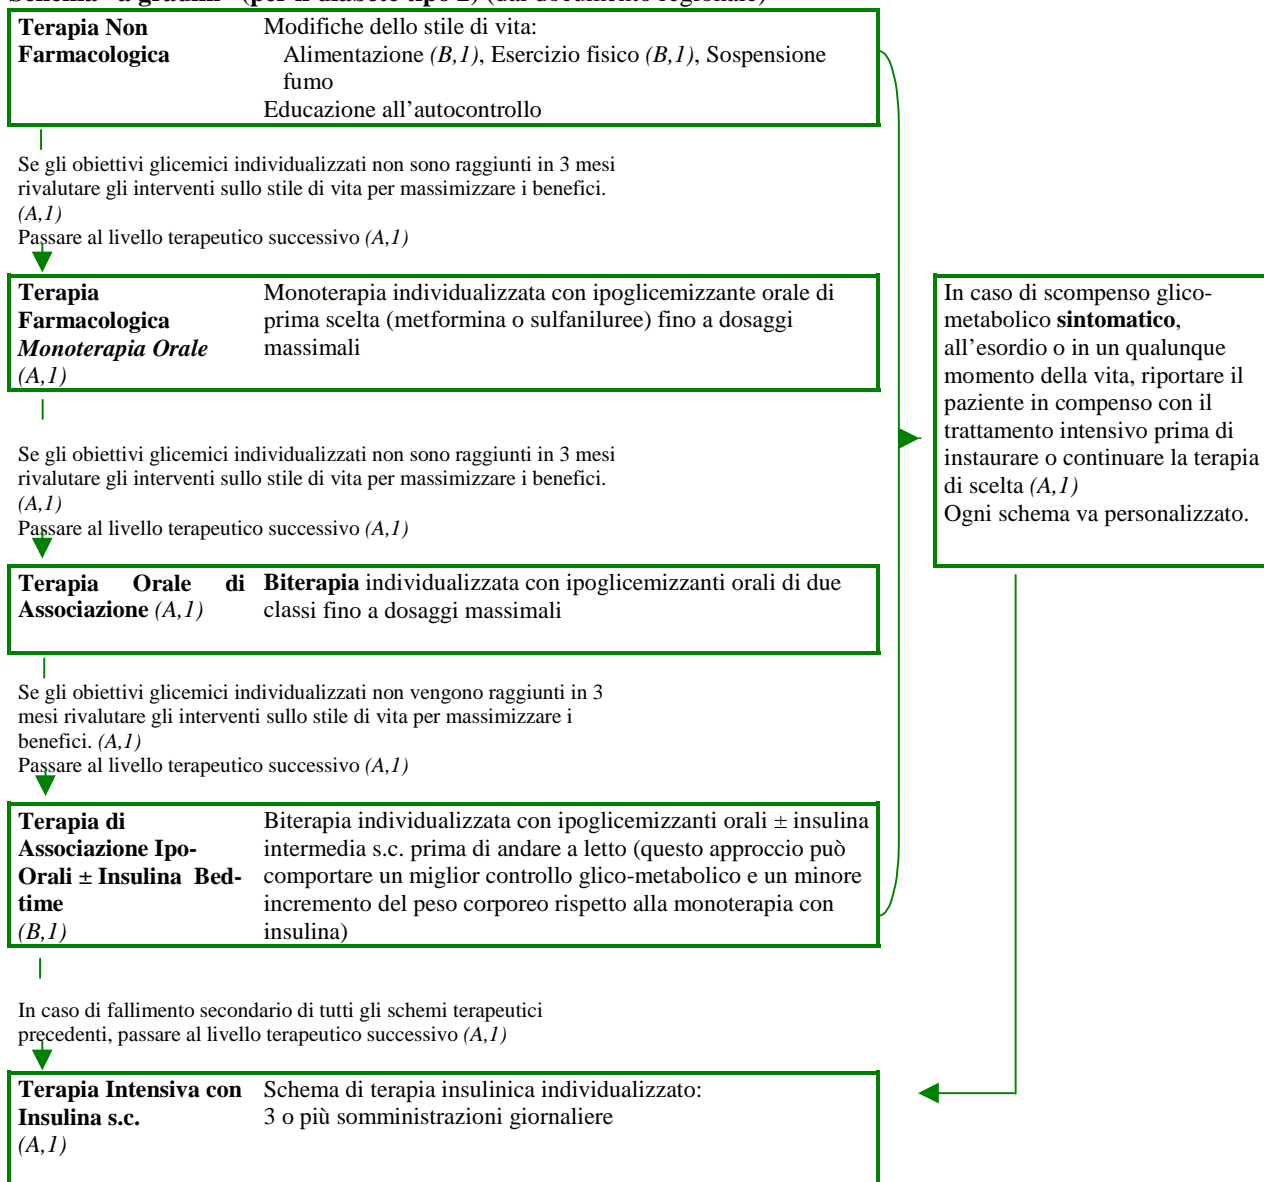 Schema "a gradini" (per il diabete tipo 2) (dal documento regionale)
Terapia Non
Farmacologica
Modifiche dello stile di vita:
Alimentazione (B,1), Esercizio fisico (B,1), Sospensione
fumo
Educazione all’autocontrollo
Se gli obiettivi glicemici individualizzati non sono raggiunti in 3 mesi
rivalutare gli interventi sullo stile di vita per massimizzare i benefici.
(A,1)
Passare al livello terapeutico successivo (A,1)
Terapia
Farmacologica
Monoterapia Orale
(A,1)
Monoterapia individualizzata con ipoglicemizzante orale di
prima scelta (metformina o sulfaniluree) fino a dosaggi
massimali
Se gli obiettivi glicemici individualizzati non sono raggiunti in 3 mesi
rivalutare gli interventi sullo stile di vita per massimizzare i benefici.
(A,1)
Passare al livello terapeutico successivo (A,1)
Terapia Orale di
Associazione (A,1)
Biterapia individualizzata con ipoglicemizzanti orali di due
classi fino a dosaggi massimali
Se gli obiettivi glicemici individualizzati non vengono raggiunti in 3
mesi rivalutare gli interventi sullo stile di vita per massimizzare i
benefici. (A,1)
Passare al livello terapeutico successivo (A,1)
Terapia di
Associazione Ipo-
Orali ± Insulina Bed-
time
(B,1)
Biterapia individualizzata con ipoglicemizzanti orali ± insulina
intermedia s.c. prima di andare a letto (questo approccio può
comportare un miglior controllo glico-metabolico e un minore
incremento del peso corporeo rispetto alla monoterapia con
insulina)
In caso di fallimento secondario di tutti gli schemi terapeutici
precedenti, passare al livello terapeutico successivo (A,1)
Terapia Intensiva con
Insulina s.c.
(A,1)
Schema di terapia insulinica individualizzato:
3 o più somministrazioni giornaliere
In caso di scompenso glico-
metabolico sintomatico,
all’esordio o in un qualunque
momento della vita, riportare il
paziente in compenso con il
trattamento intensivo prima di
instaurare o continuare la terapia
di scelta (A,1)
Ogni schema va personalizzato.